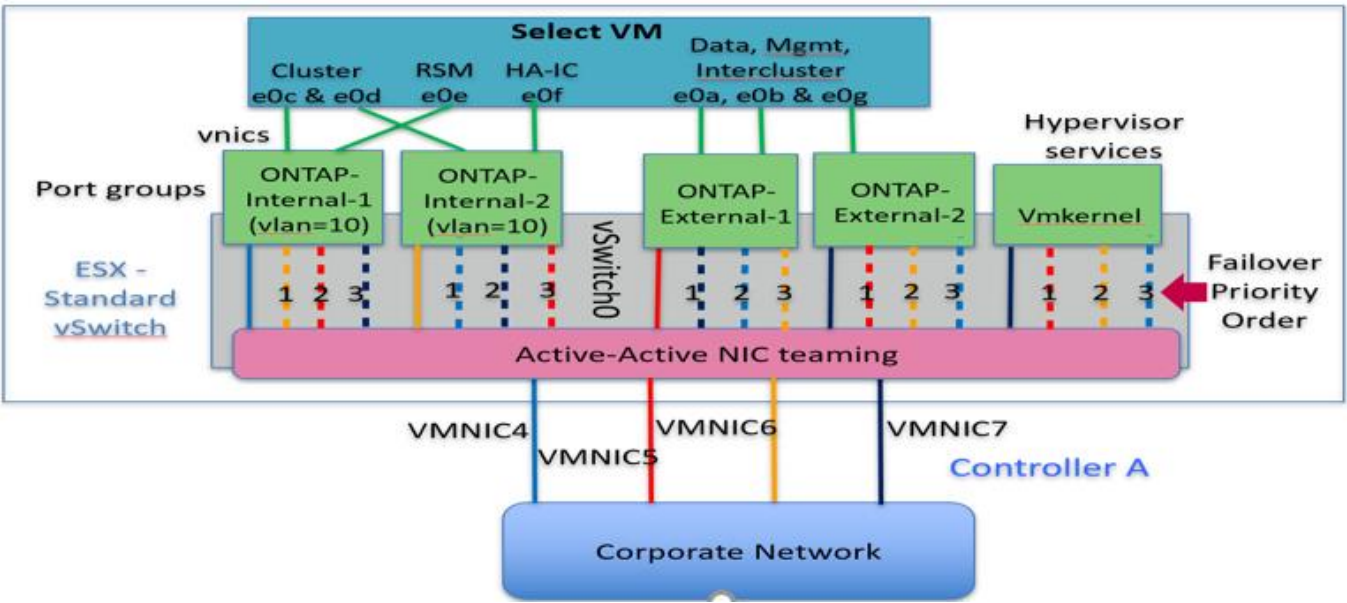 Select VM
Cluster
e0c & e0d
RSM
e0e
HA-IC
e0f
Data, Mgmt,
Intercluster
e0a, e0b & e0g
vnics
Hypervisor
services
Port groups
ONTAP-
Internal-1
(vlan=10)
ONTAP-
Internal-2
(vlan=10)
ONTAP-
External-1
ONTAP-
External-2
Vmkernel
vSwitch0
ESX -
Standard
vSwitch
1 2 3
1 2 3
1 2 3
1 2 3
1 2 3
Failover
Priority
Order
Active-Active NIC teaming
VMNIC4
VMNIC5
VMNIC6
VMNIC7
Controller A
Corporate Network